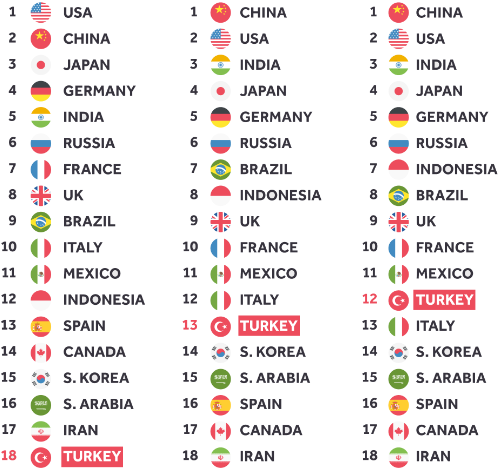 1 USA
2 CHINA
3 JAPAN
4 GERMANY
5 INDIA
6 RUSSIA
7 FRANCE
8 UK
9 BRAZIL
10 ITALY
11 MEXICO
12 INDONESIA
13 SPAIN
14 CANADA
15 S. KOREA
16 S. ARABIA
17 IRAN
18 TURKEY
1 CHINA
2 USA
3 INDIA
4 JAPAN
5 GERMANY
6 RUSSIA
7 BRAZIL
8 INDONESIA
9 UK
10 FRANCE
11 MEXICO
12 ITALY
13 TURKEY
14 S. KOREA
15 S. ARABIA
16 SPAIN
17 CANADA
18 IRAN
1 CHINA
2 USA
3 INDIA
4 JAPAN
5 GERMANY
6 RUSSIA
7 INDONESIA
8 BRAZIL
9 UK
10 FRANCE
11 MEXICO
12 TURKEY
13 ITALY
14 S. KOREA
15 S. ARABIA
16 SPAIN
17 CANADA
18 IRAN